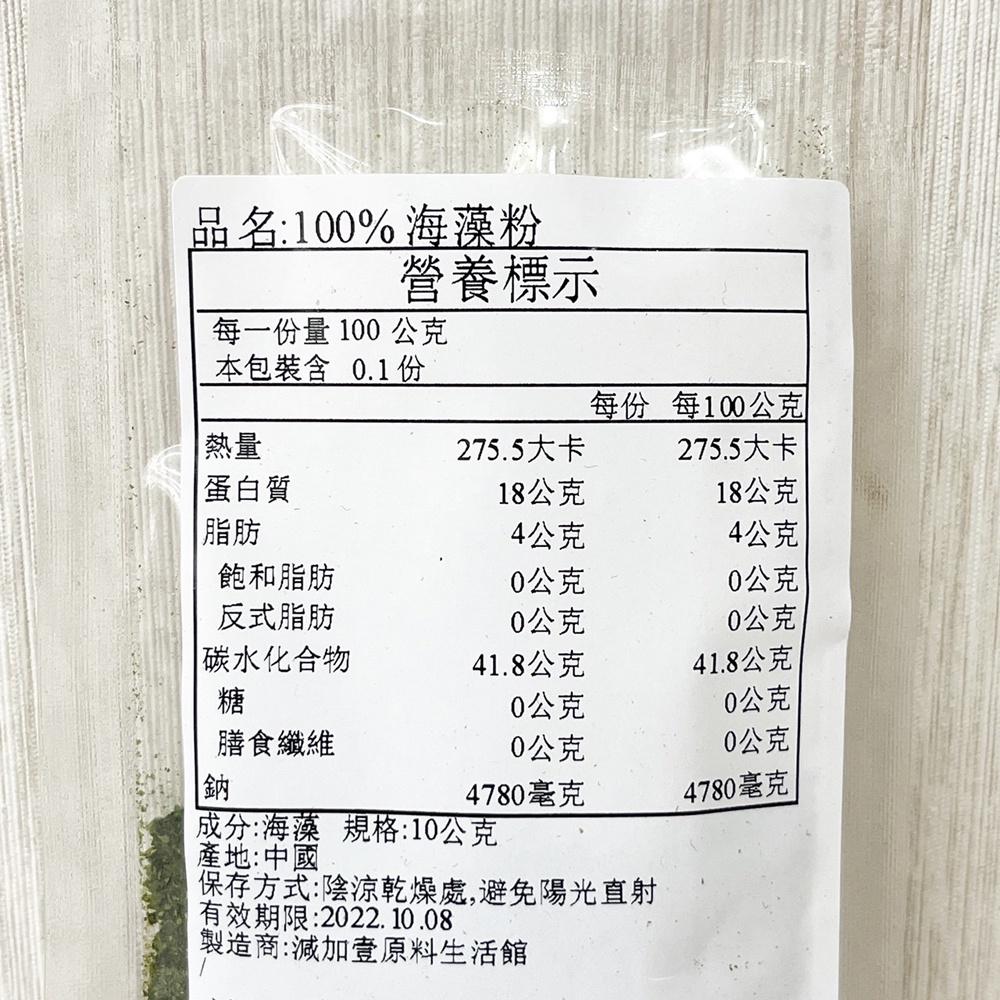 品名:100%海藻粉
營養標示
每一份量 100 公克
本包裝含 0.1 份
每份 每100公克
熱量 275.5大卡 275.5大卡
蛋白質 18公克 18公克
脂肪 4公克 4公克
飽和脂肪 0公克 0公克
反式脂肪 0公克 0公克
碳水化合物 41.8公克 41.8公克
糖 0公克 0公克
膳食纖維 0公克 0公克
鈉 4780毫克 4780毫克
成分:海藻 規格:10公克
產地:中國
保存方式:陰涼乾燥處,避免陽光直射
有效期限:2022.10.08
製造商:減加壹原料生活館
/